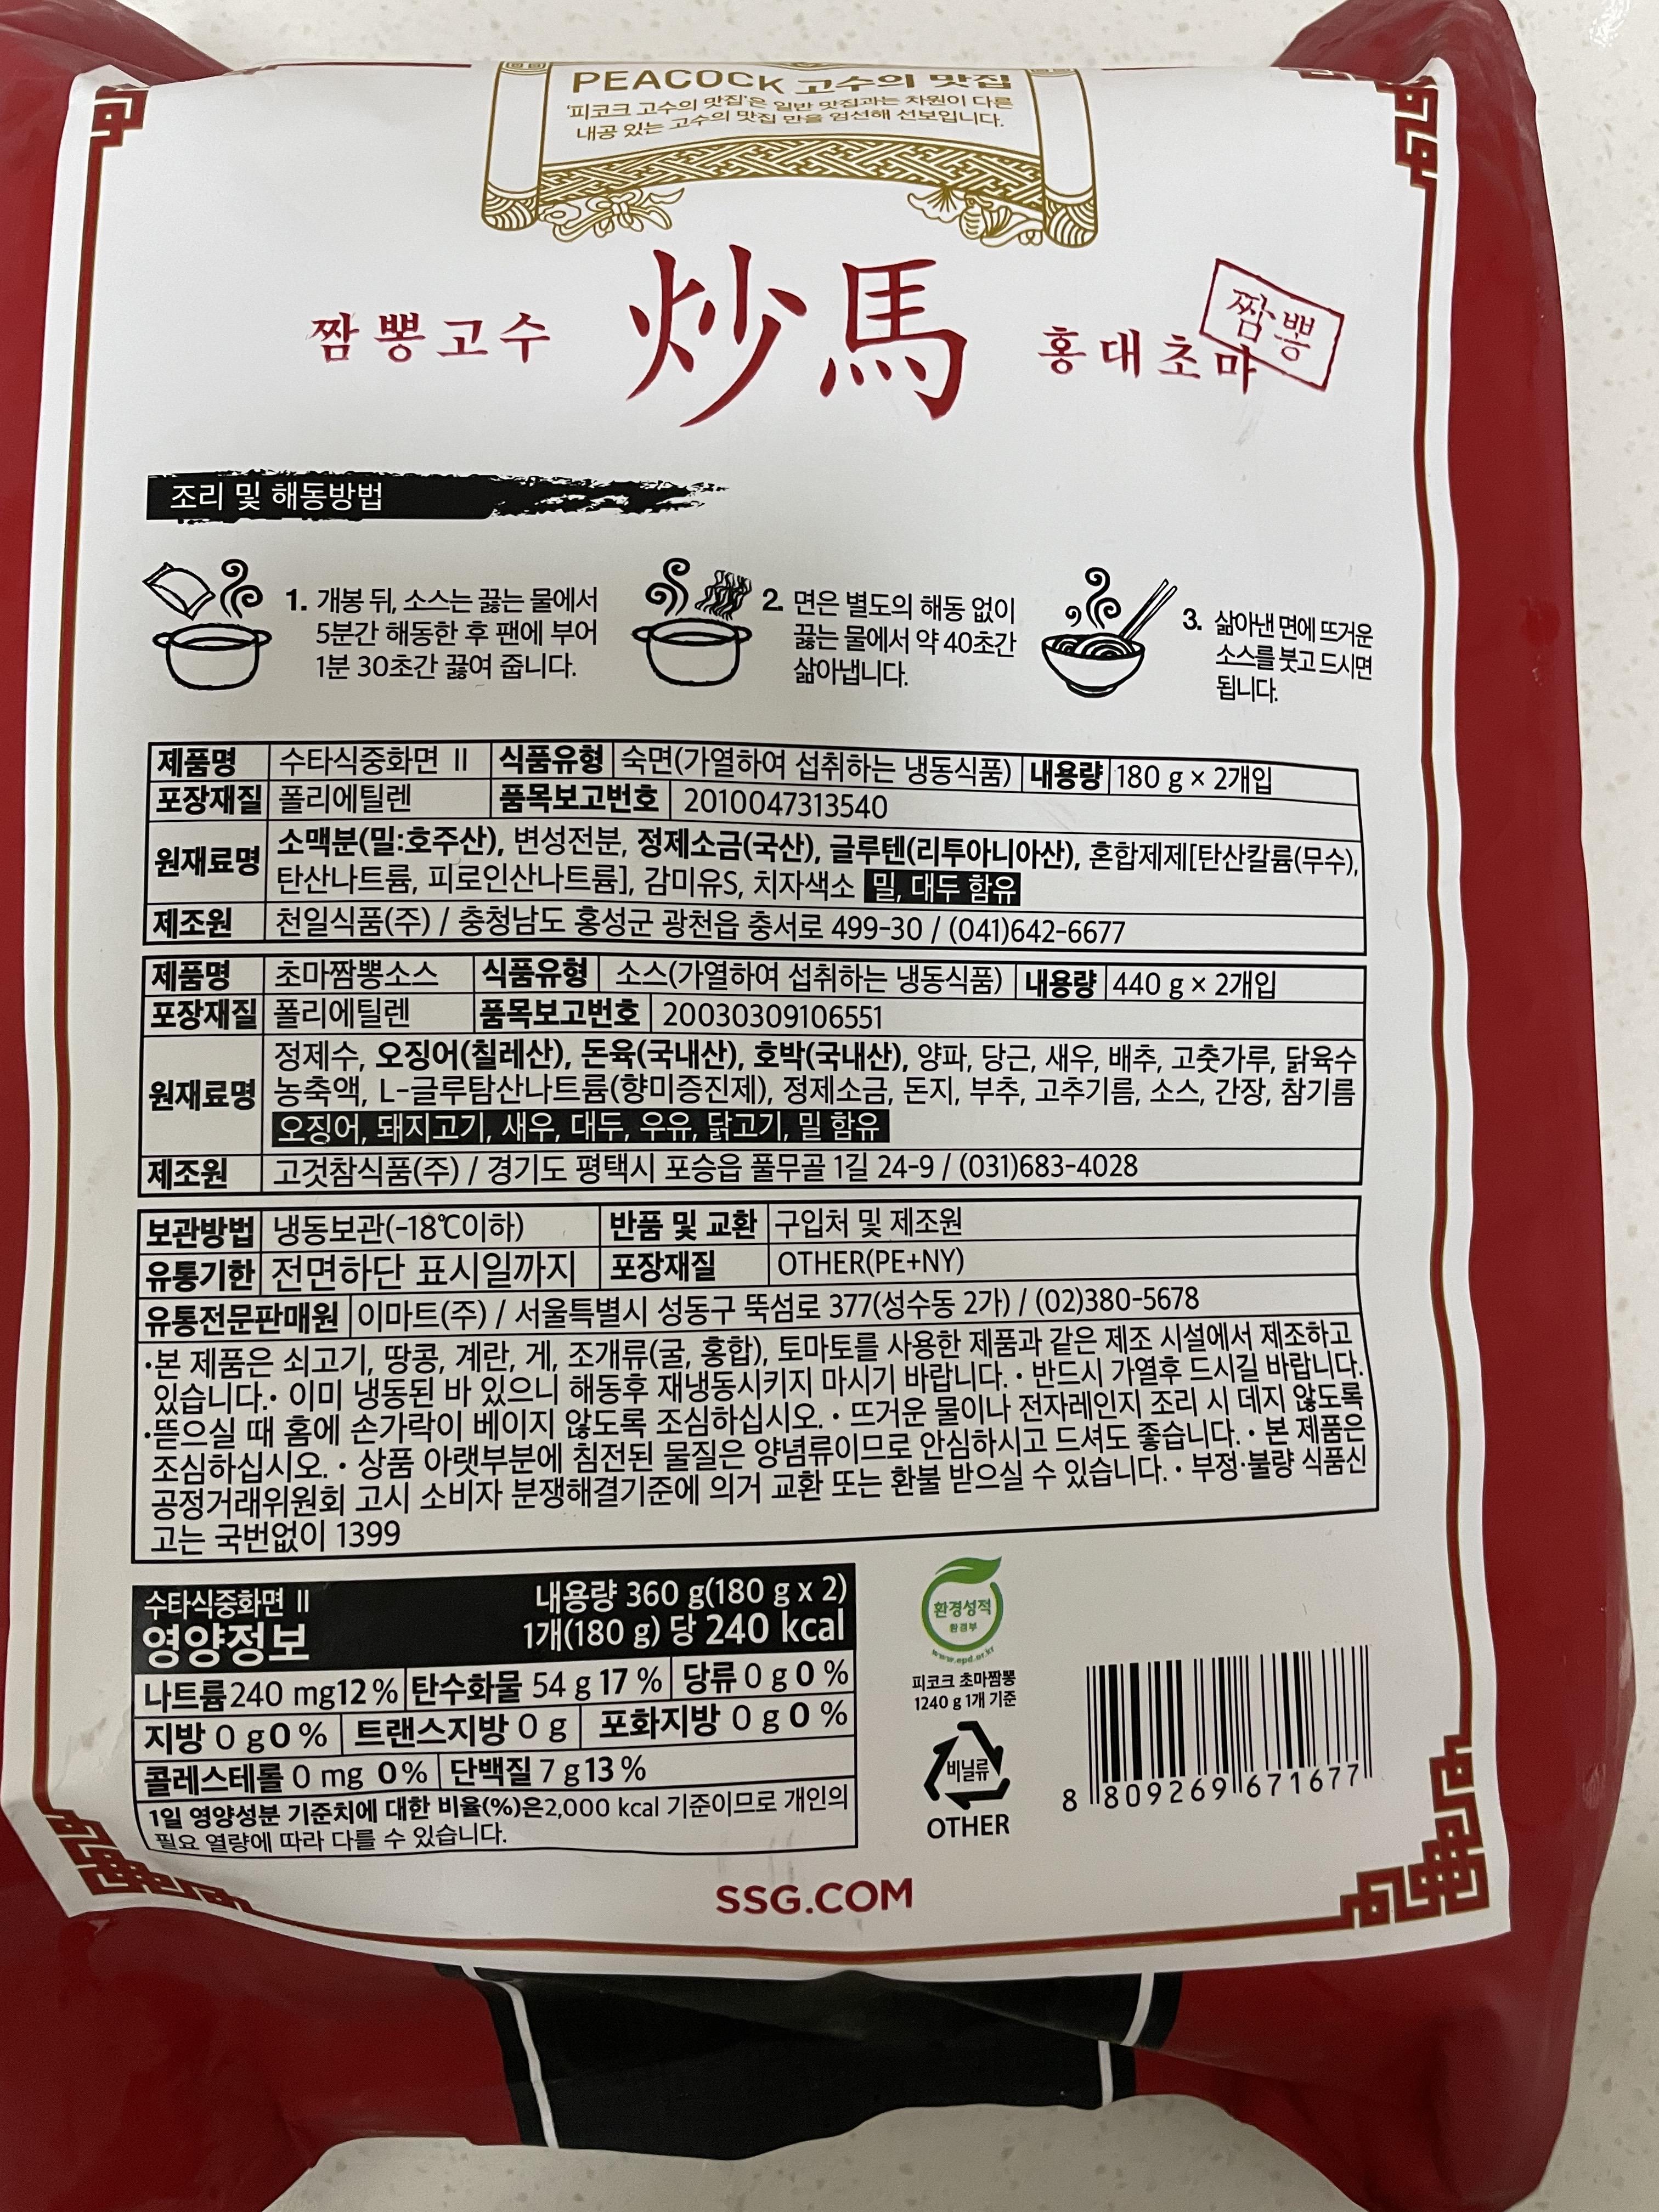 PEACOCK 고수의 맛집
'피코크 고수의 맛집'은 일반 맛집과는 차원이 다른
내공 있는 고수의 맛집 만을 엄선해 선보입니다.
짬뽕고수 炒馬 홍대초마 짬뽕
조리 및 해동방법
1. 개봉 뒤, 소스는 끓는 물에서
5분간 해동한 후 팬에 부어
1분 30초간 끓여 줍니다.
2. 면은 별도의 해동 없이
끓는 물에서 약 40초간
삶아냅니다.
3. 삶아낸 면에 뜨거운
소스를 붓고 드시면
됩니다.
제품명 수타식중화면 Ⅱ 식품유형 숙면(가열하여 섭취하는 냉동식품) 내용량 180 g × 2개입
포장재질 폴리에틸렌 품목보고번호 2010047313540
원재료명 소맥분(밀:호주산), 변성전분, 정제소금(국산), 글루텐(리투아니아산), 혼합제제[탄산칼륨(무수),
탄산나트륨, 피로인산나트륨], 감미유S, 치자색소 밀, 대두 함유
제조원 천일식품(주) / 충청남도 홍성군 광천읍 충서로 499-30 / (041)642-6677
제품명 초마짬뽕소스 식품유형 소스(가열하여 섭취하는 냉동식품) 내용량 440 g × 2개입
포장재질 폴리에틸렌 품목보고번호 20030309106551
원재료명 정제수, 오징어(칠레산), 돈육(국내산), 호박(국내산), 양파, 당근, 새우, 배추, 고춧가루, 닭육수
농축액, L-글루탐산나트륨(향미증진제), 정제소금, 돈지, 부추, 고추기름, 소스, 간장, 참기름
오징어, 돼지고기, 새우, 대두, 우유, 닭고기, 밀 함유
제조원 고것참식품(주) / 경기도 평택시 포승읍 풀무골 1길 24-9 / (031)683-4028
보관방법 냉동보관(-18℃이하) 반품 및 교환 구입처 및 제조원
유통기한 전면하단 표시일까지 포장재질 OTHER(PE+NY)
유통전문판매원 이마트(주) / 서울특별시 성동구 뚝섬로 377(성수동 2가) / (02)380-5678
·본 제품은 쇠고기, 땅콩, 계란, 게, 조개류(굴, 홍합), 토마토를 사용한 제품과 같은 제조 시설에서 제조하고
있습니다.· 이미 냉동된 바 있으니 해동후 재냉동시키지 마시기 바랍니다. · 반드시 가열후 드시길 바랍니다.
·뜯으실 때 홈에 손가락이 베이지 않도록 조심하십시오. · 뜨거운 물이나 전자레인지 조리 시 데지 않도록
조심하십시오. · 상품 아랫부분에 침전된 물질은 양념류이므로 안심하시고 드셔도 좋습니다. · 본 제품은
공정거래위원회 고시 소비자 분쟁해결기준에 의거 교환 또는 환불 받으실 수 있습니다. · 부정·불량 식품신
고는 국번없이 1399
수타식중화면 Ⅱ 내용량 360 g(180 g x 2)
영양정보 1개(180 g) 당 240 kcal
나트륨 240 mg 12 % 탄수화물 54 g 17 % 당류 0 g 0 %
지방 0 g 0 % 트랜스지방 0 g 포화지방 0 g 0 %
콜레스테롤 0 mg 0 % 단백질 7 g 13 %
1일 영양성분 기준치에 대한 비율(%)은2,000 kcal 기준이므로 개인의
필요 열량에 따라 다를 수 있습니다.
환경성적
환경부
www.epd.or.kr
피코크 초마짬뽕
1240 g 1개 기준
비닐류
OTHER
8 809269 671677
SSG.COM